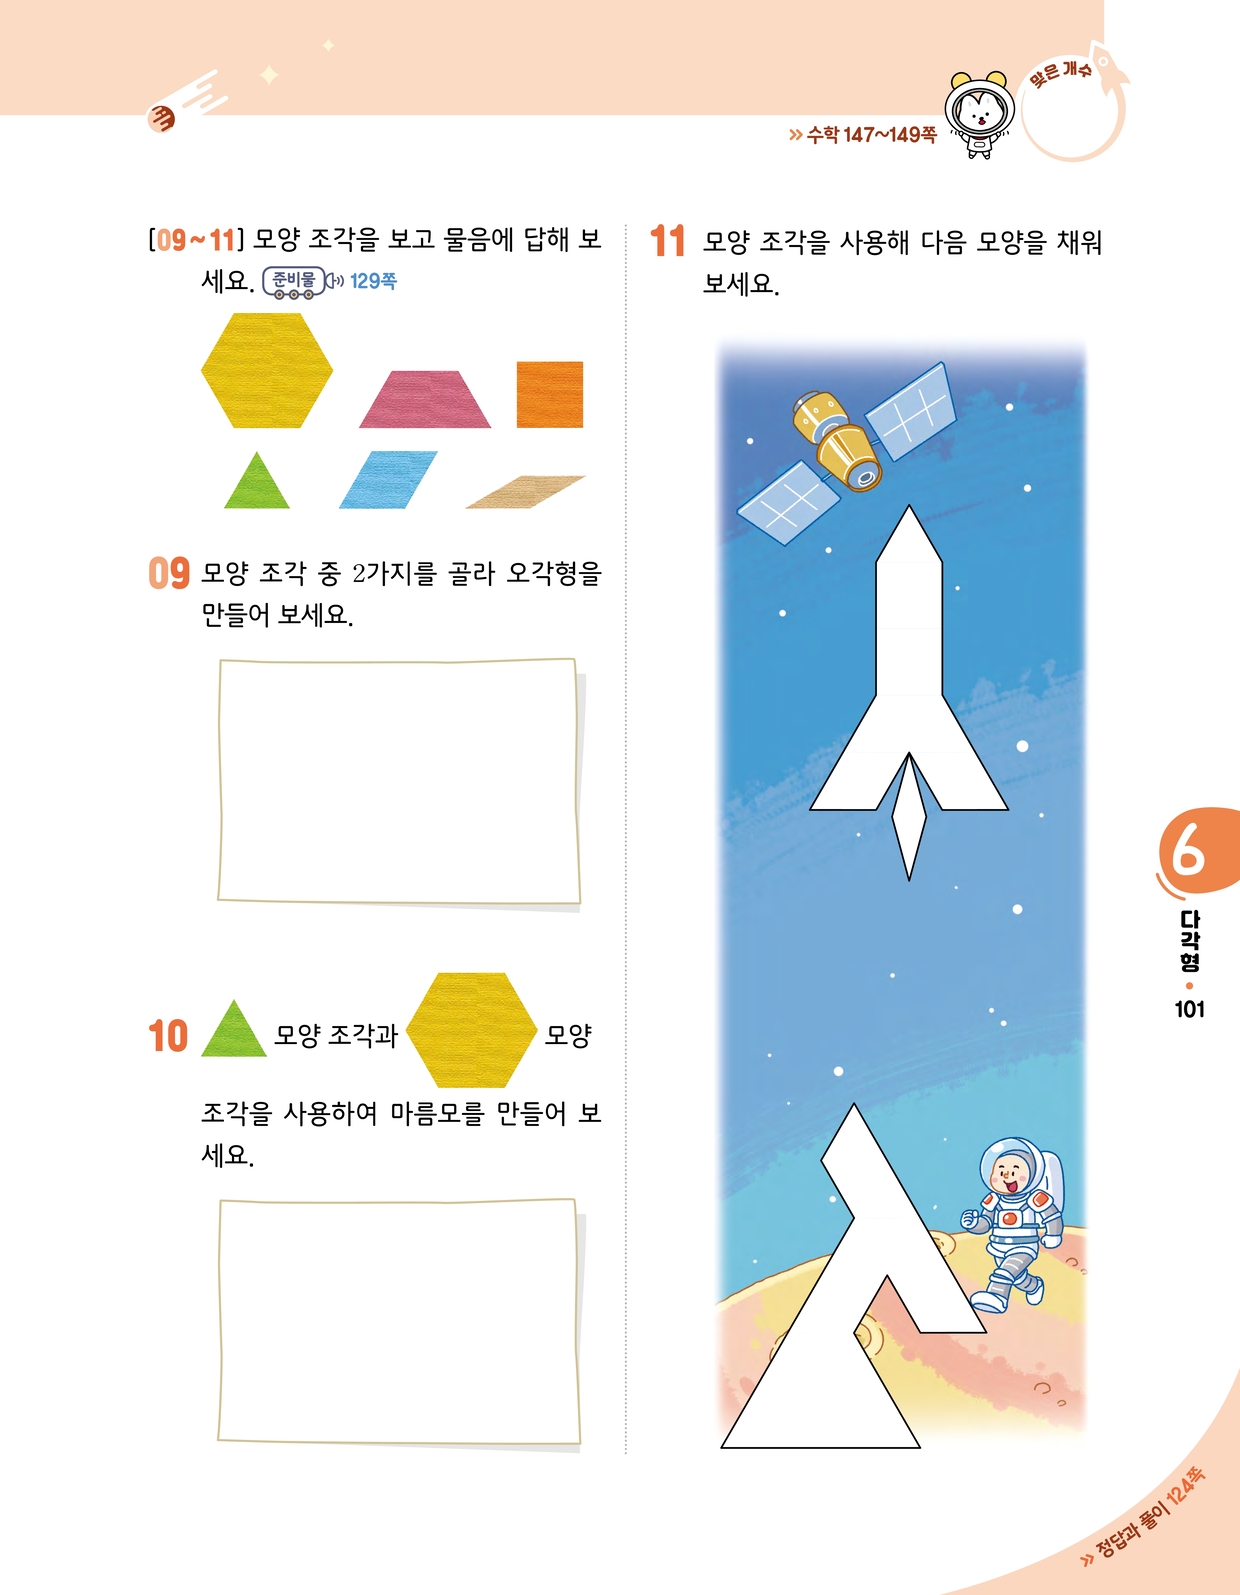 맞은 개수
» 수학 147~149쪽
[09~11] 모양 조각을 보고 물음에 답해 보
세요. 준비물 129쪽
09 모양 조각 중 2가지를 골라 오각형을
만들어 보세요.
10 모양 조각과 모양
조각을 사용하여 마름모를 만들어 보
세요.
11 모양 조각을 사용해 다음 모양을 채워
보세요.
6
다각형
101
» 정답과 풀이 124쪽